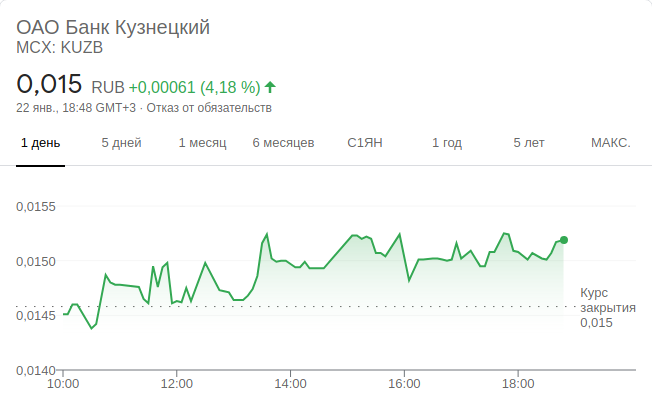 ОАО Банк Кузнецкий
MCX: KUZB
0,015 RUB +0,00061 (4,18 %)
22 янв., 18:48 GMT+3 · Отказ от обязательств
1 день 5 дней 1 месяц 6 месяцев С1ЯН 1 год 5 лет МАКС.
0,0155
0,0150
Курс
закрытия
0,0145
0,015
0,0140
10:00 12:00 14:00 16:00 18:00